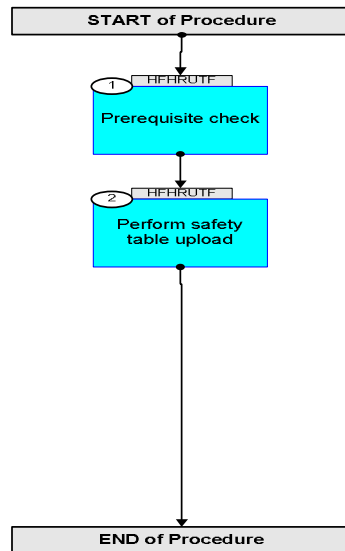 START of Procedure
HFHRUTF
1
Prerequisite check
HFHRUTF
2
Perform safety
table upload
END of Procedure